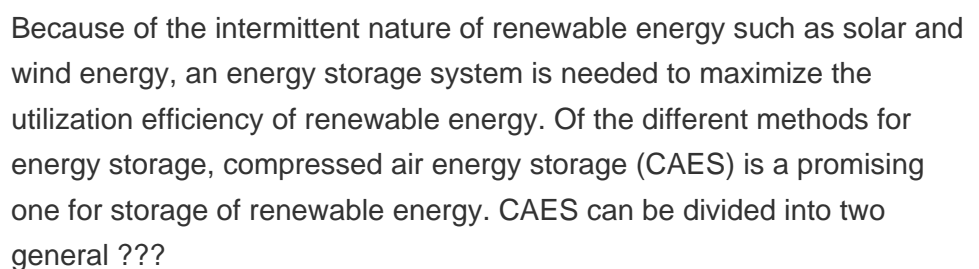 Because of the intermittent nature of renewable energy such as solar and
wind energy, an energy storage system is needed to maximize the
utilization efficiency of renewable energy. Of the different methods for
energy storage, compressed air energy storage (CAES) is a promising
one for storage of renewable energy. CAES can be divided into two
general ???